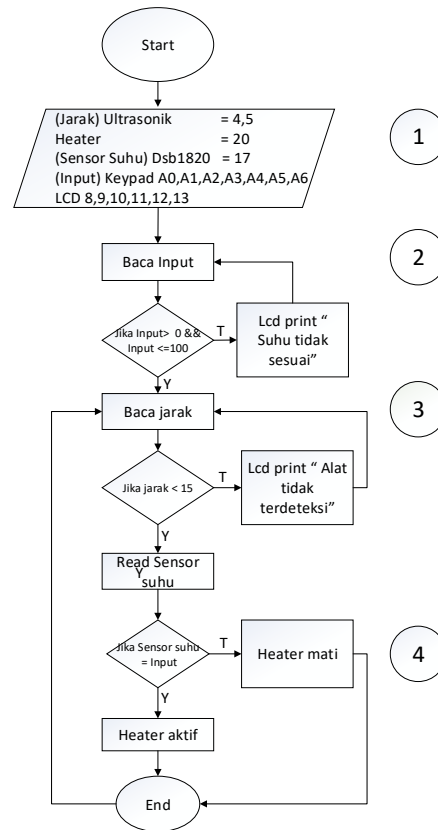 Start
(Jarak) Ultrasonik = 4,5
Heater = 20
(Sensor Suhu) Dsb1820 = 17
(Input) Keypad A0,A1,A2,A3,A4,A5,A6
LCD 8,9,10,11,12,13
1
Baca Input
2
Jika Input> 0 &&
Input <=100
T
Lcd print “
Suhu tidak
sesuai”
Y
Baca jarak
3
Jika jarak < 15
T
Lcd print “ Alat
tidak
terdeteksi”
Y
Read Sensor
suhu
Y
Jika Sensor suhu
= Input
T
Heater mati
4
Y
Heater aktif
End